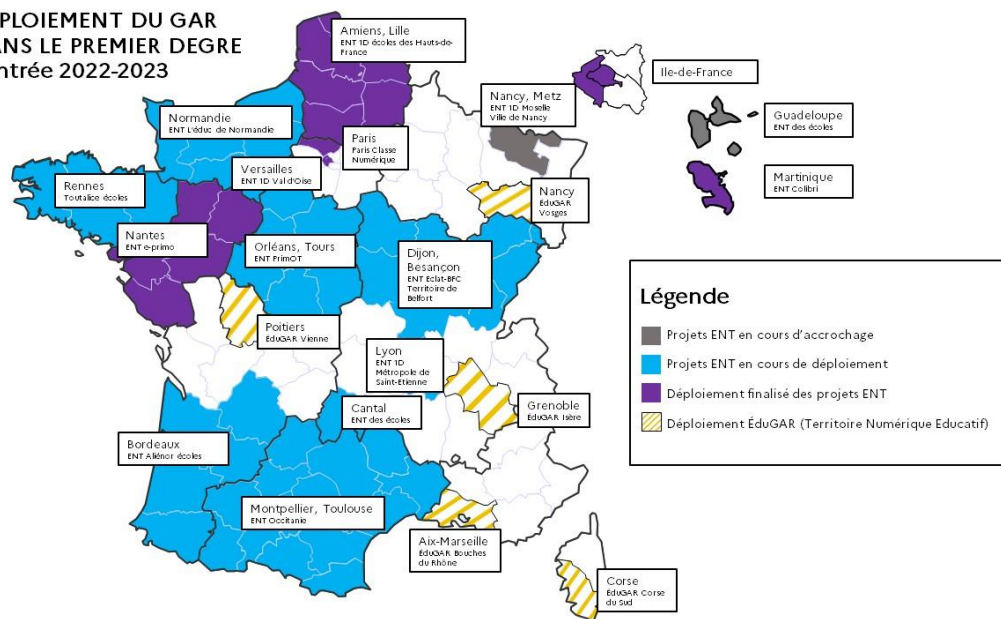 PLOIEMENT DU GAR
ANS LE PREMIER DEGRE
ntrée 2022-2023
Amiens, Lille
ENT 1D écoles des Hauts-de-
France
Ile-de-France
Nancy, Metz
ENT 1D Moselle
Ville de Nancy
Guadeloupe
ENT des écoles
Normandie
ENT L'éduc de Normandie
Paris
Paris Classe
Numérique
Versailles
ENT 1D Val d'Oise
Martinique
ENT Colibri
Rennes
Toutatice écoles
Nancy
ÉduGAR
Vosges
Nantes
ENT e-primo
Orléans, Tours
ENT PrimOT
Dijon,
Besançon
ENT Eclat-BFC
Territoire de
Belfort
Légende
Projets ENT en cours d'accrochage
Projets ENT en cours de déploiement
Déploiement finalisé des projets ENT
Déploiement ÉduGAR (Territoire Numérique Educatif)
Poitiers
ÉduGAR Vienne
Lyon
ENT 1D
Métropole de
Saint-Etienne
Cantal
ENT des écoles
Grenoble
ÉduGAR Isère
Bordeaux
ENT Aliénor écoles
Montpellier, Toulouse
ENT Occitanie
Aix-Marseille
ÉduGAR Bouches
du Rhône
Corse
ÉduGAR Corse
du Sud